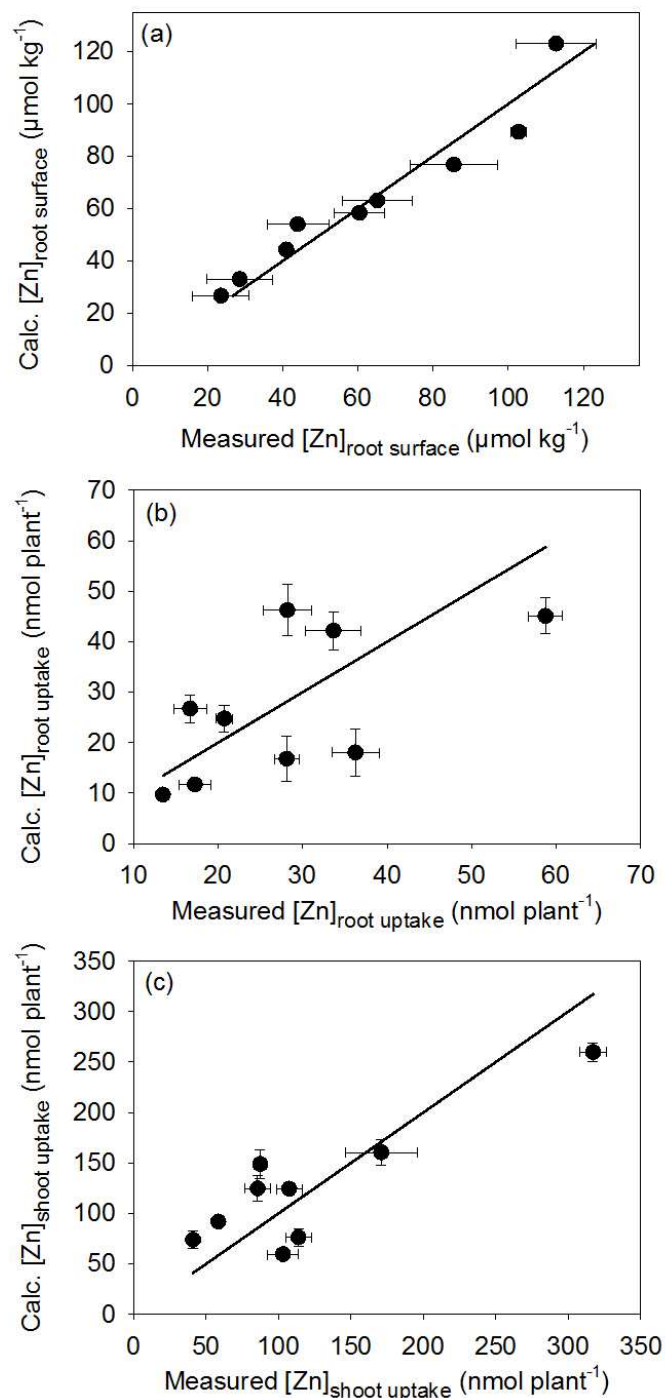 (a)
120
100
80
60
40
20
0
Calc. [Zn]root surface (µmol kg-1)
0 20 40 60 80 100 120
Measured [Zn]root surface (µmol kg-1)
(b)
70
60
50
40
30
20
10
0
Calc. [Zn]root uptake (nmol plant-1)
10 20 30 40 50 60 70
Measured [Zn]root uptake (nmol plant-1)
(c)
350
300
250
200
150
100
50
0
Calc. [Zn]shoot uptake (nmol plant-1)
0 50 100 150 200 250 300 350
Measured [Zn]shoot uptake (nmol plant-1)